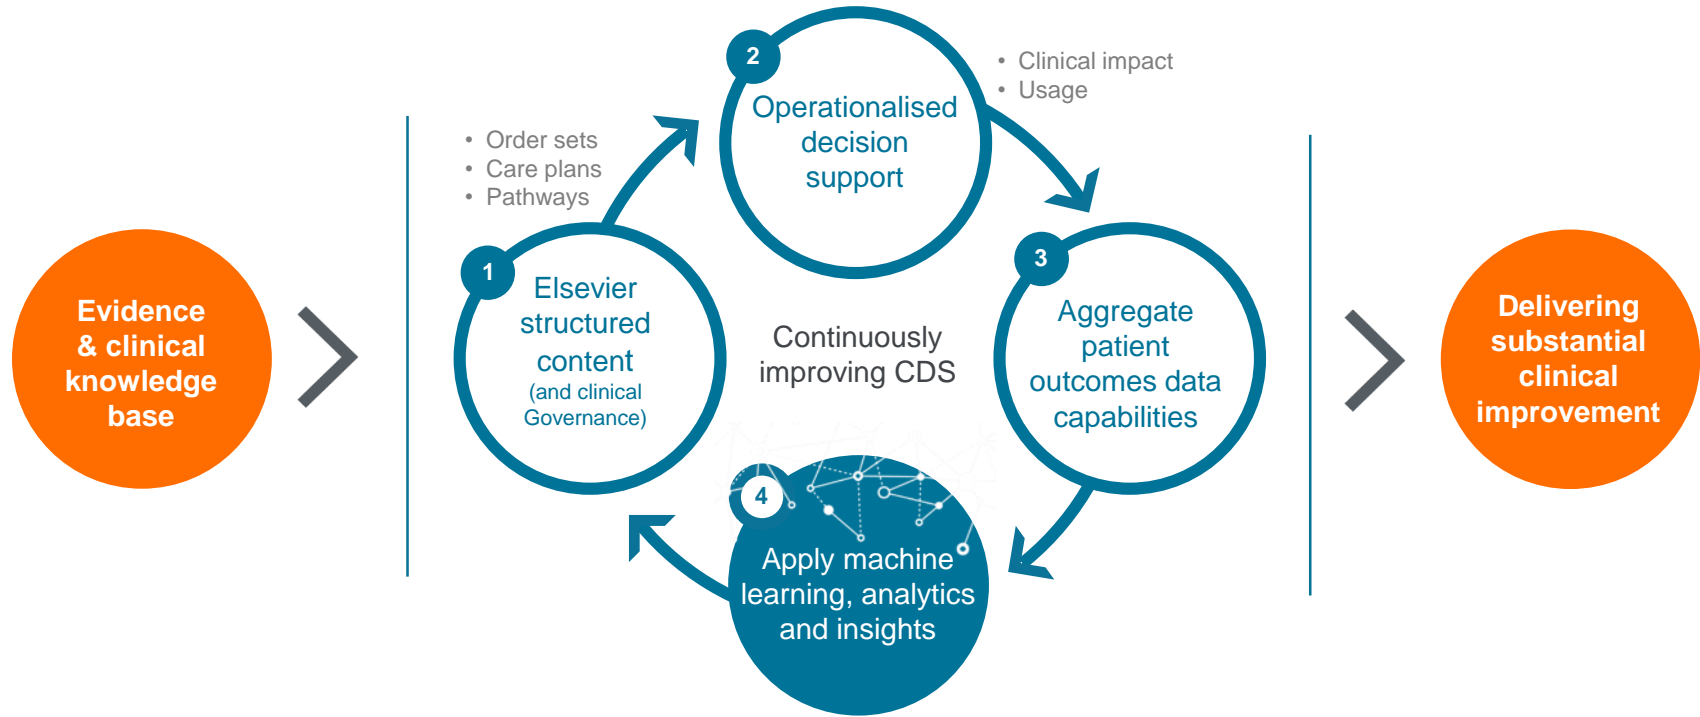 Evidence
& clinical
knowledge
base
• Order sets
• Care plans
• Pathways
1
Elsevier
structured
content
(and clinical
Governance)
2
Operationalised
decision
support
• Clinical impact
• Usage
3
Aggregate
patient
outcomes data
capabilities
Continuously
improving CDS
4
Apply machine
learning, analytics
and insights
Delivering
substantial
clinical
improvement